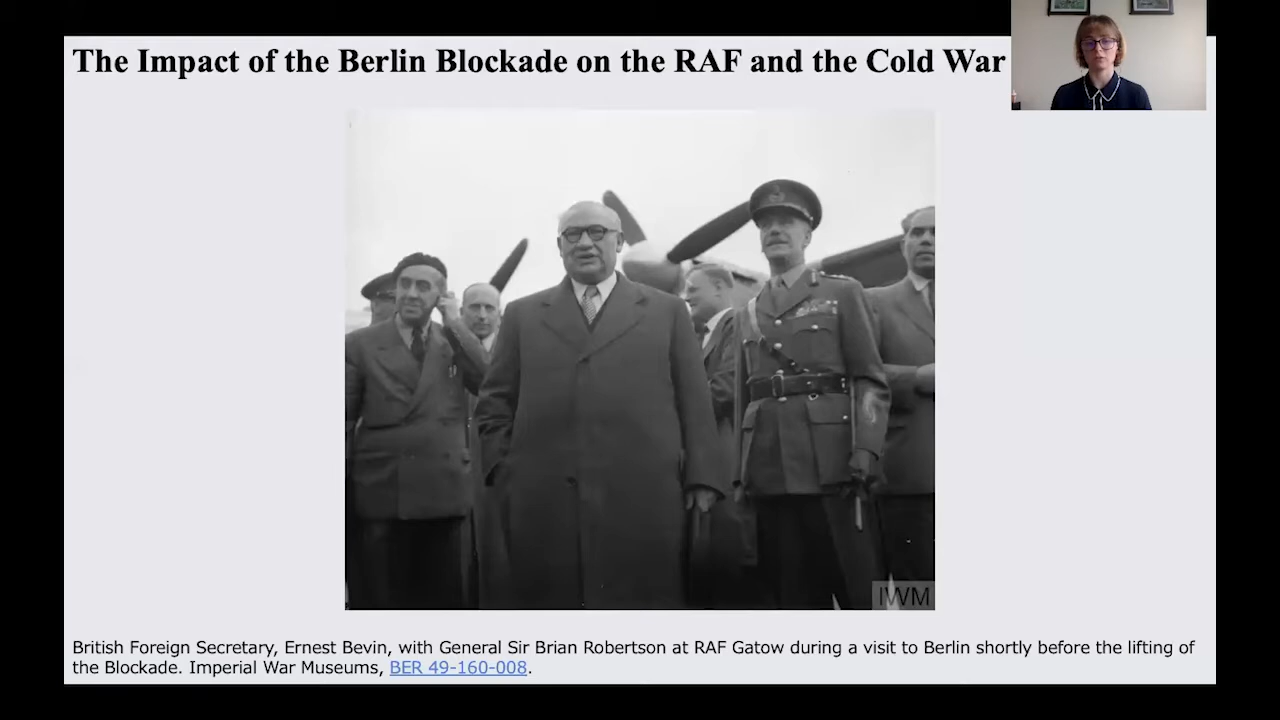 The Impact of the Berlin Blockade on the RAF and the Cold War
IWM
British Foreign Secretary, Ernest Bevin, with General Sir Brian Robertson at RAF Gatow during a visit to Berlin shortly before the lifting of
the Blockade. Imperial War Museums, BER 49-160-008.